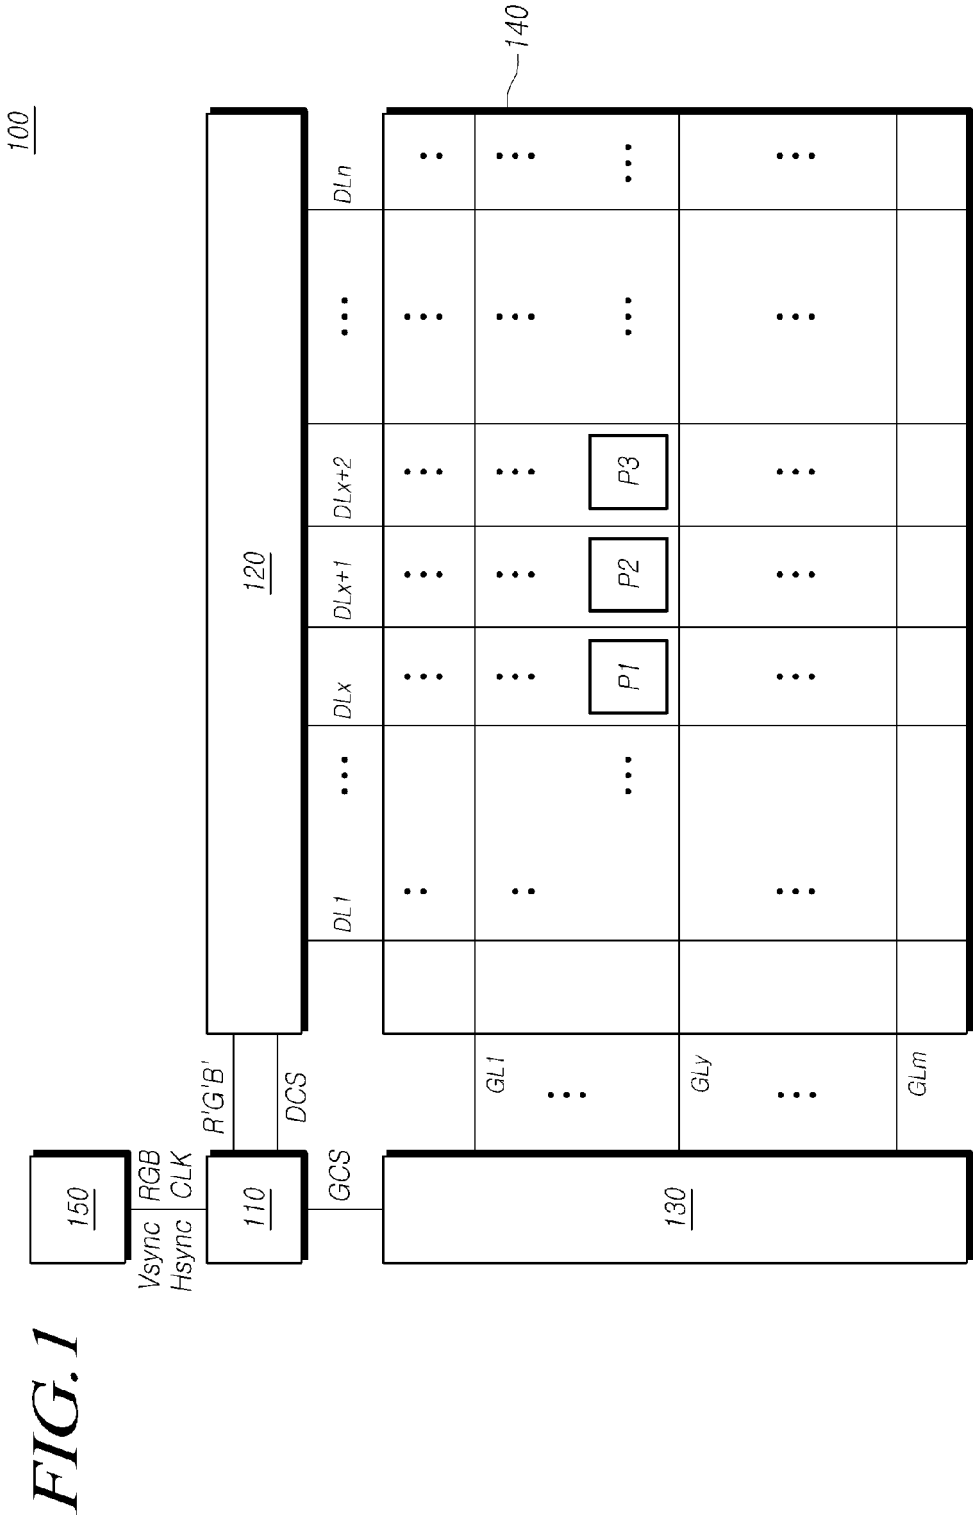 FIG. 1
100
150
Vsync RGB
Hsync CLK
110
R'G'B'
DCS
120
GCS
DL1 ••• DLx DLx+1 DLx+2 ••• DLn
140
130
GL1
•••
P1 P2 P3
GLy
•••
GLm